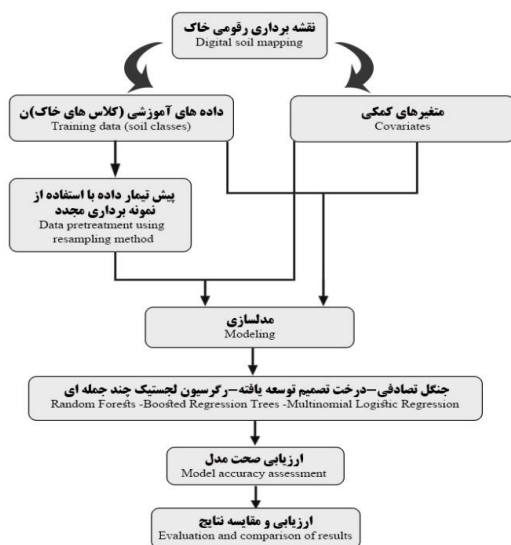 نقشه برداری رقومی خاک
Digital soil mapping
داده های آموزشی (کلاس های خاک)ن
Training data (soil classes)
متغیرهای کمکی
Covariates
پیش تیمار داده با استفاده از
نمونه برداری مجدد
Data pretreatment using
resampling method
مدلسازی
Modeling
جنگل تصادفی–درخت تصمیم توسعه یافته–رگرسیون لجستیک چند جمله ای
Random Forests -Boosted Regression Trees -Multinomial Logistic Regression
ارزیابی صحت مدل
Model accuracy assessment
ارزیابی و مقایسه نتایج
Evaluation and comparison of results